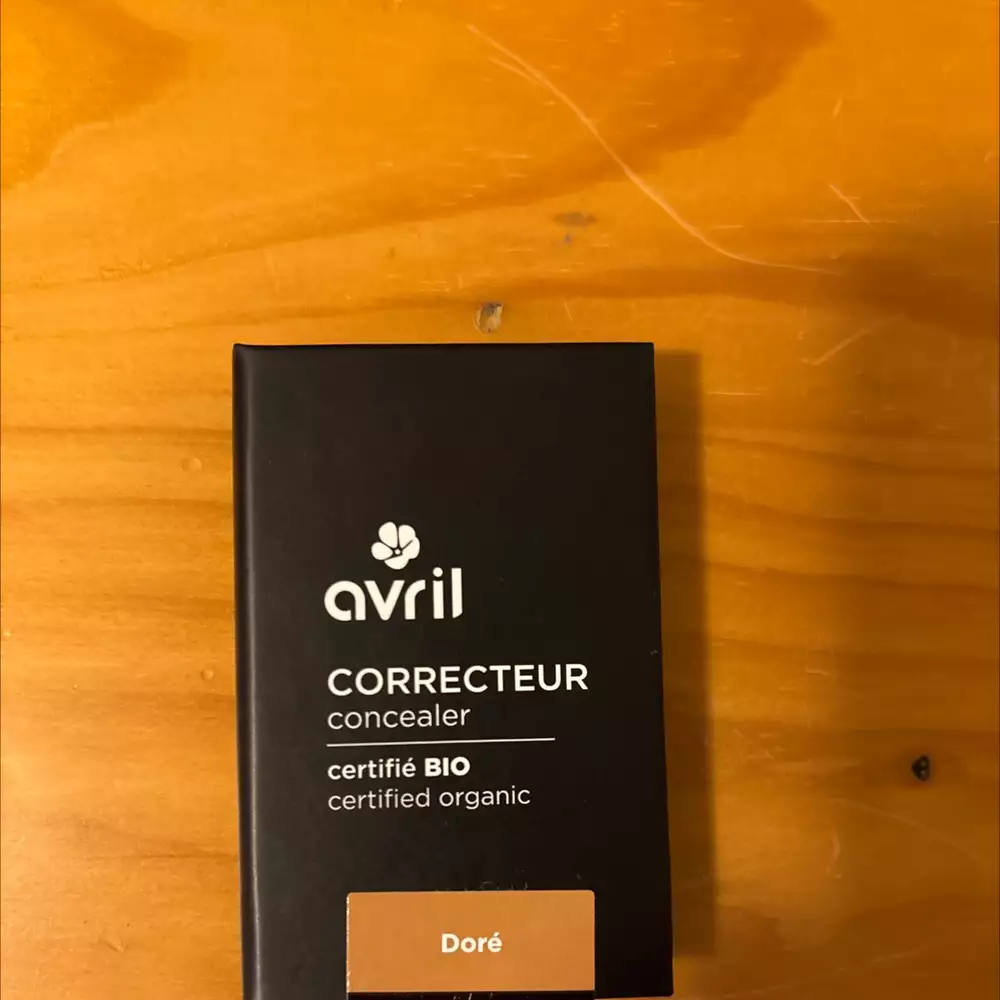 avril
CORRECTEUR
concealer
certifié BIO
certified organic
Doré